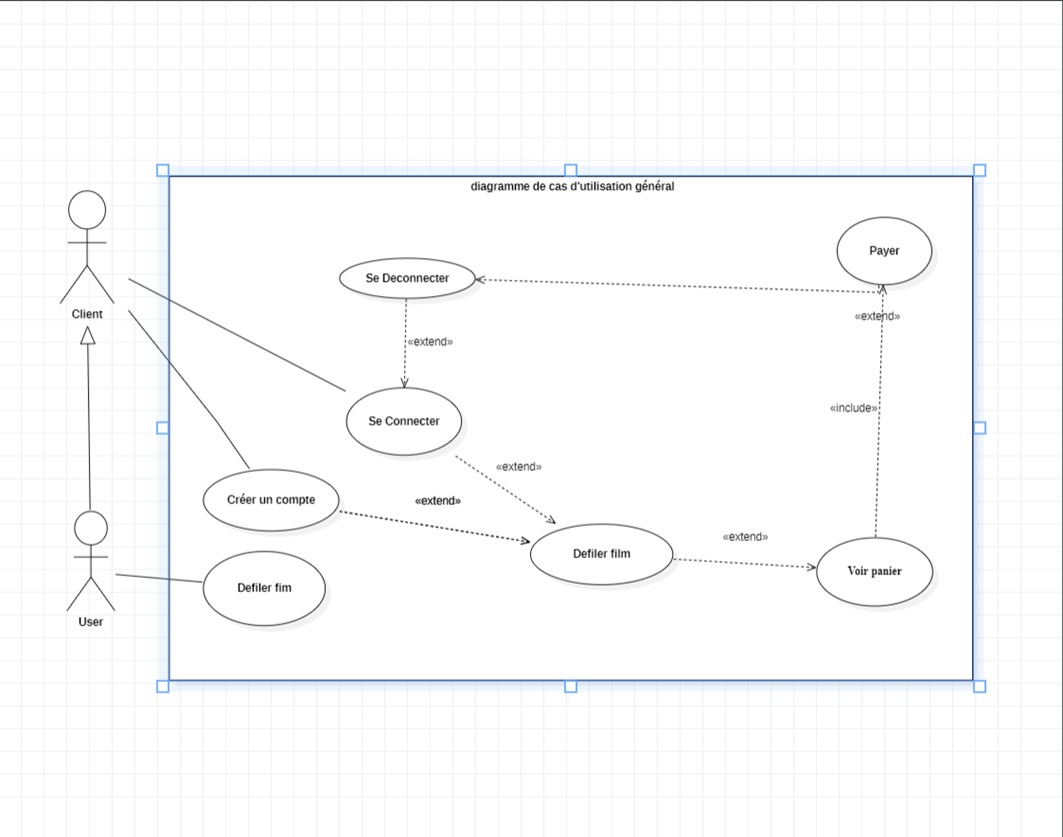 diagramme de cas d'utilisation général
Payer
Se Deconnecter
Client
«extend»
«extend»
«include»
Se Connecter
«extend»
Créer un compte
«extend»
«extend»
Defiler film
Voir panier
Defiler fim
User